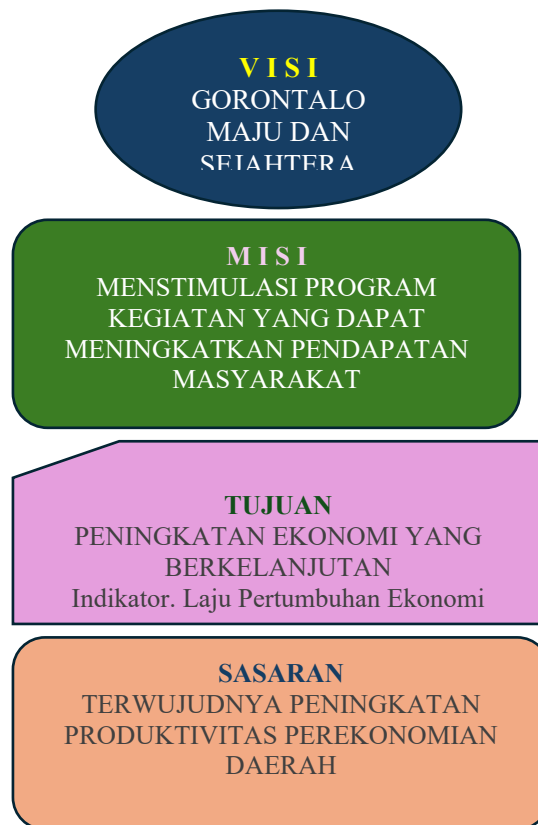 V I S I
GORONTALO
MAJU DAN
SEJAHTERA
M I S I
MENSTIMULASI PROGRAM
KEGIATAN YANG DAPAT
MENINGKATKAN PENDAPATAN
MASYARAKAT
TUJUAN
PENINGKATAN EKONOMI YANG
BERKELANJUTAN
Indikator. Laju Pertumbuhan Ekonomi
SASARAN
TERWUJUDNYA PENINGKATAN
PRODUKTIVITAS PEREKONOMIAN
DAERAH